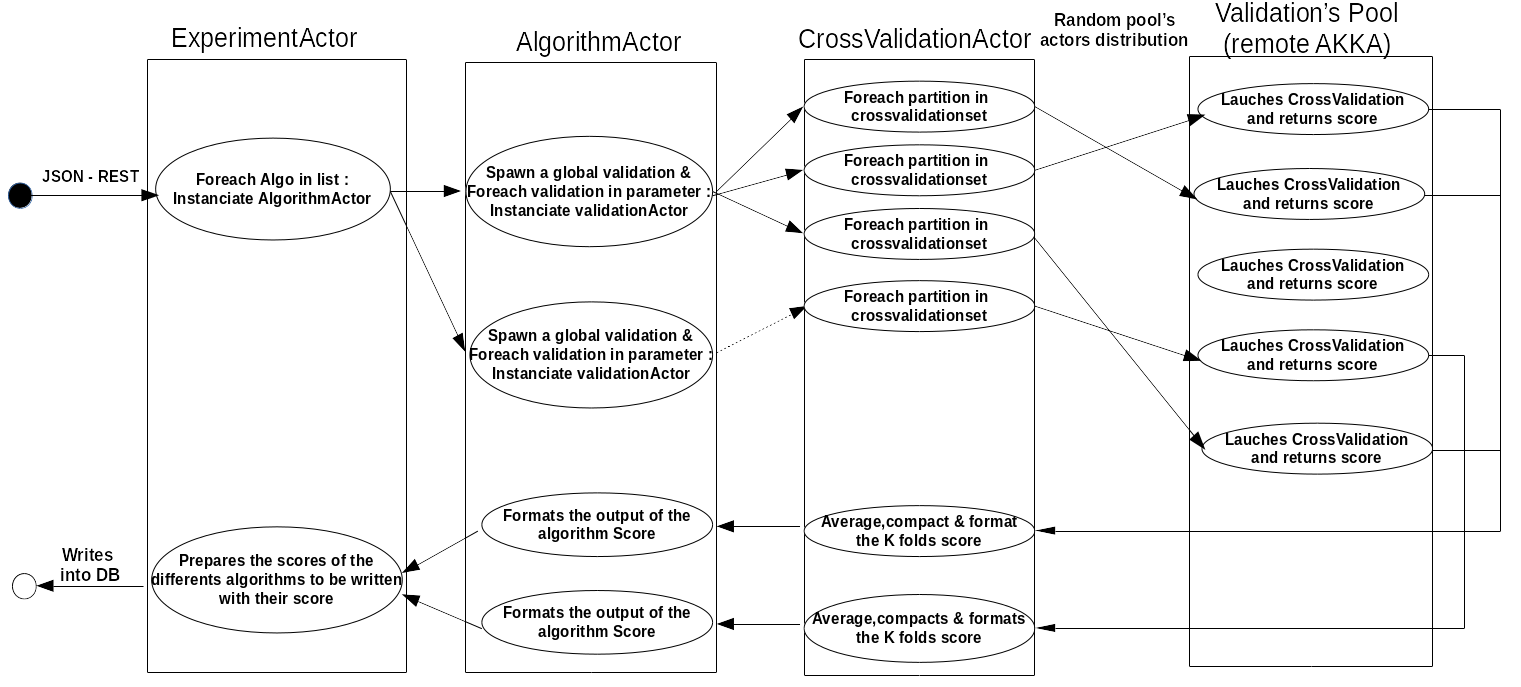 ExperimentActor
AlgorithmActor
CrossValidationActor
Random pool's
actors distribution
Validation's Pool
(remote AKKA)
JSON - REST
Foreach Algo in list :
Instanciate AlgorithmActor
Spawn a global validation &
Foreach validation in parameter :
Instanciate validationActor
Spawn a global validation &
Foreach validation in parameter :
Instanciate validationActor
Foreach partition in
crossvalidationset
Foreach partition in
crossvalidationset
Foreach partition in
crossvalidationset
Foreach partition in
crossvalidationset
Lauches CrossValidation
and returns score
Lauches CrossValidation
and returns score
Lauches CrossValidation
and returns score
Lauches CrossValidation
and returns score
Lauches CrossValidation
and returns score
Average,compact & format
the K folds score
Average,compacts & formats
the K folds score
Formats the output of the
algorithm Score
Formats the output of the
algorithm Score
Prepares the scores of the
differents algorithms to be written
with their score
Writes
into DB